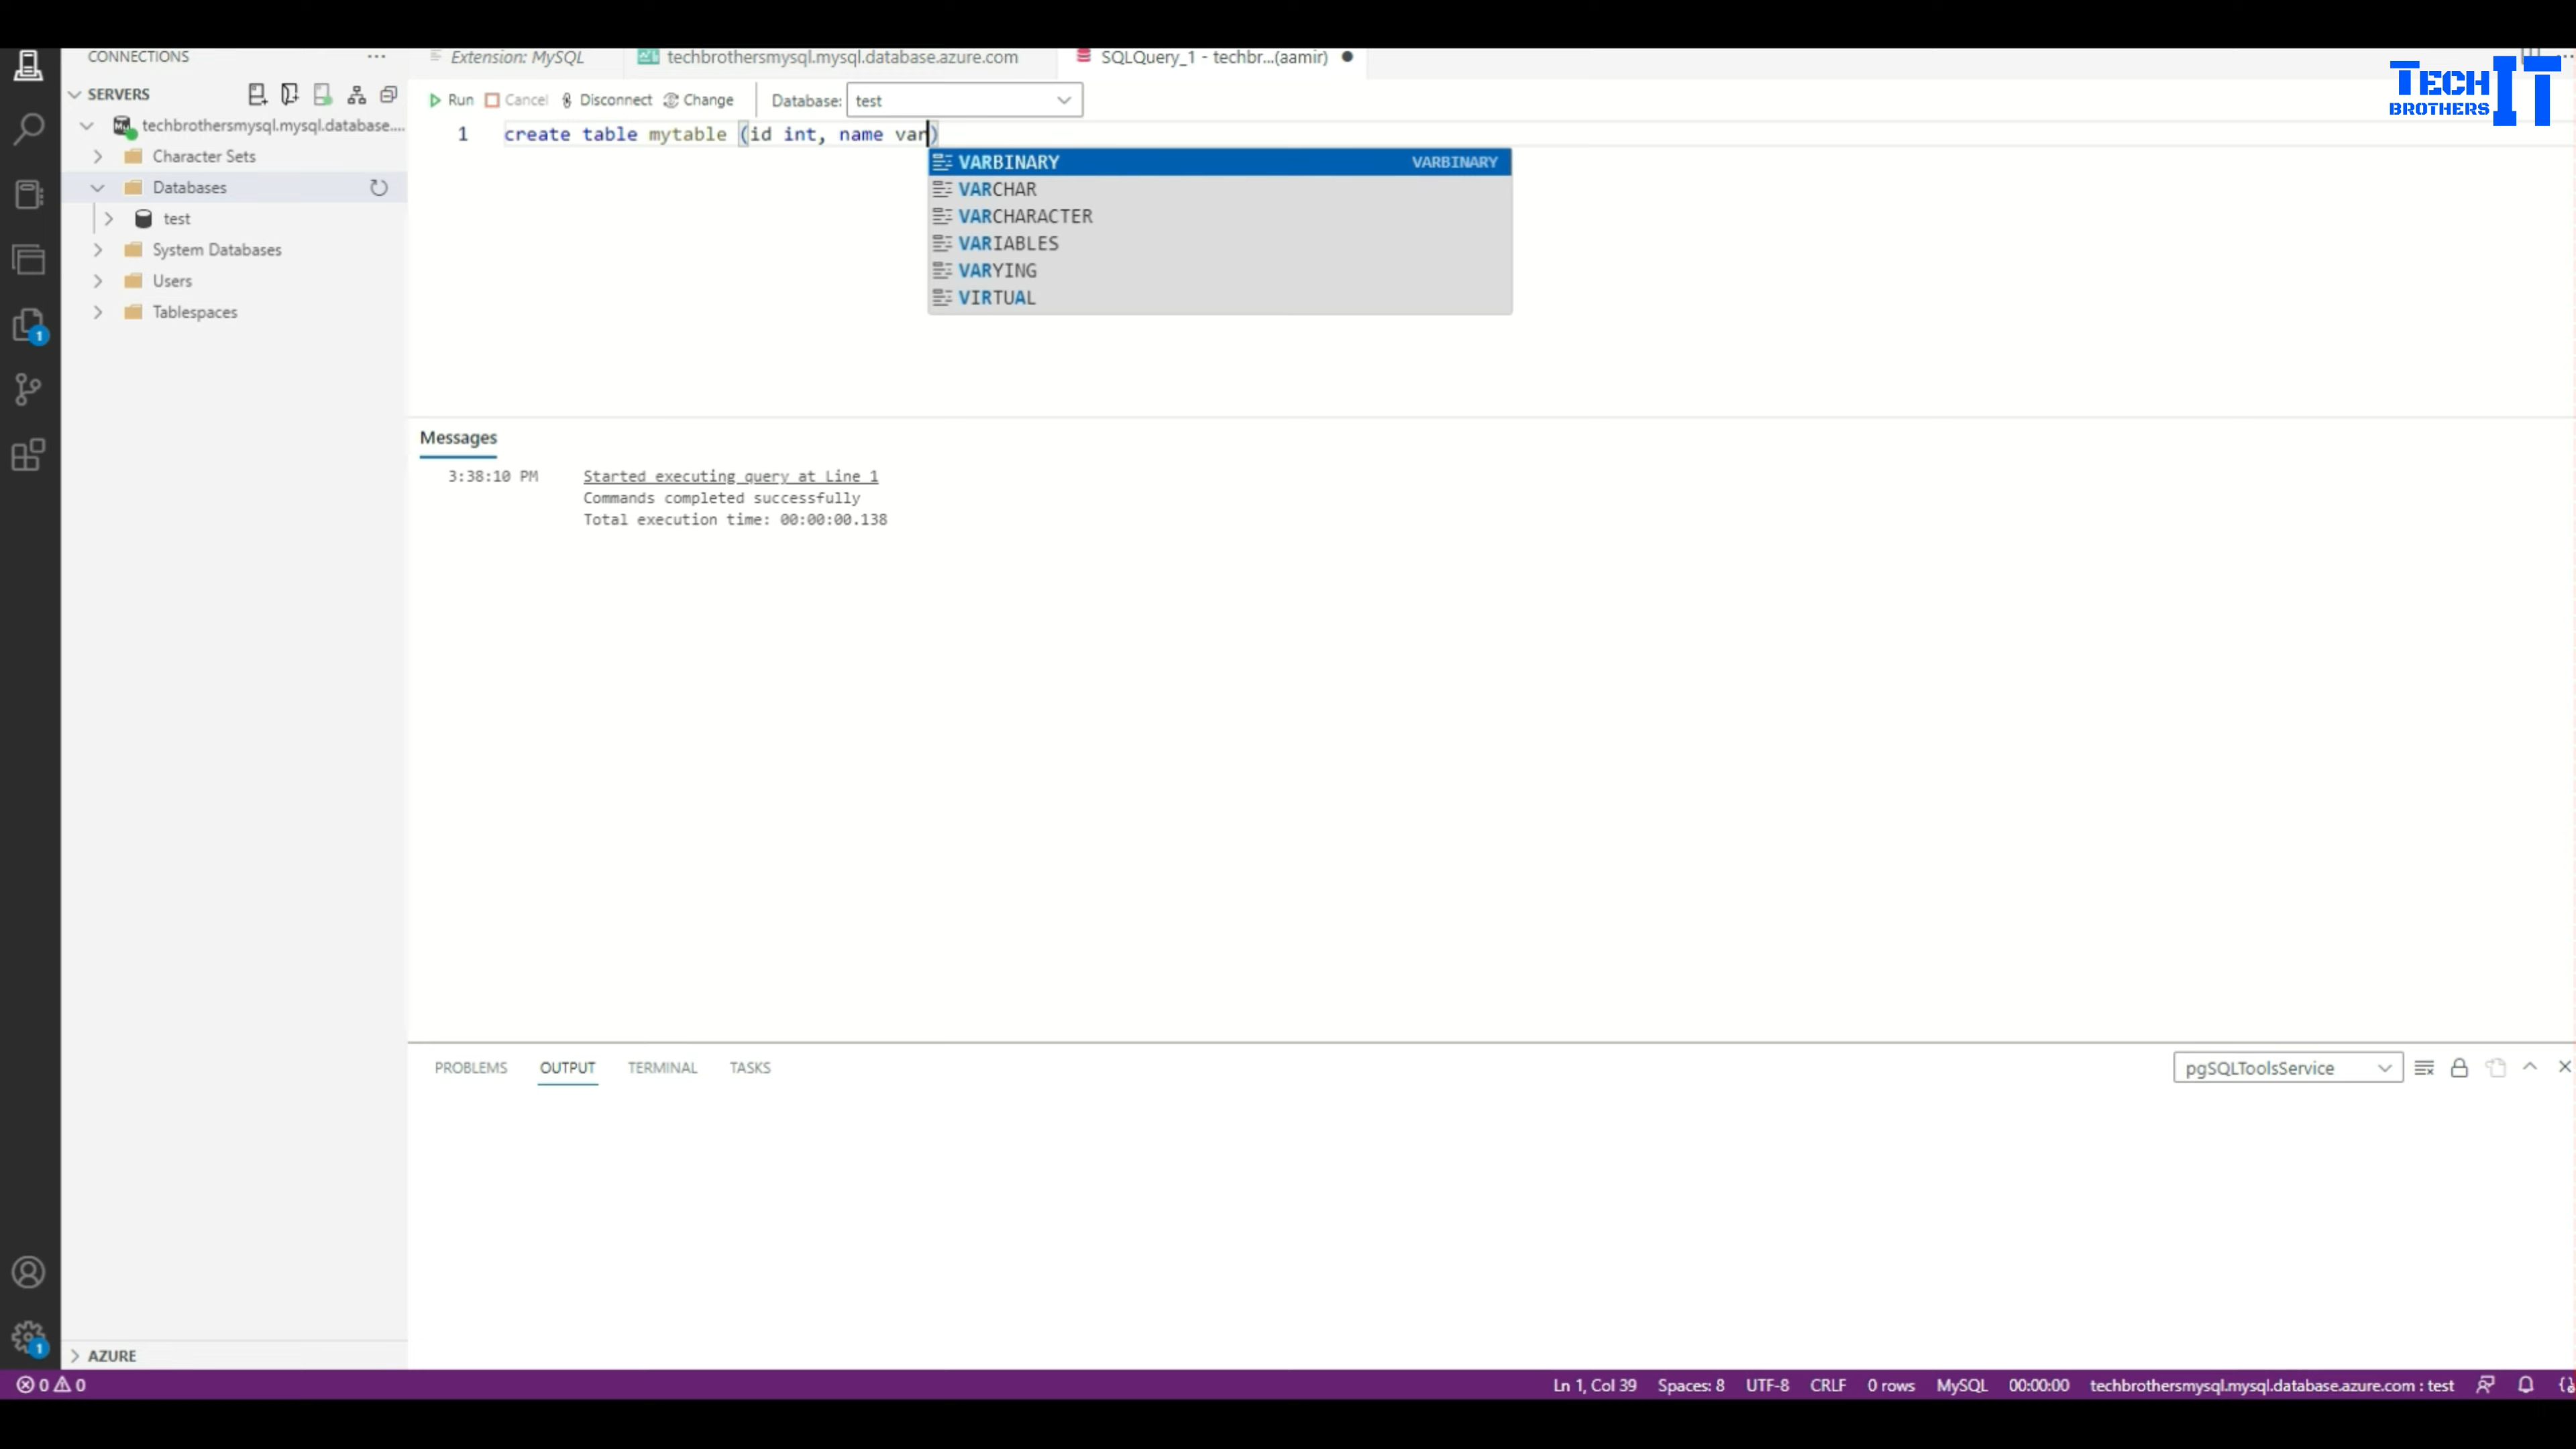 CONNECTIONS
SERVERS
techbrothersmysql.mysql.database....
Character Sets
Databases
test
System Databases
Users
Tablespaces
AZURE
Extension: MySQL
techbrothersmysql.mysql.database.azure.com
SQLQuery_1 - techbr...(aamir)
TECH BROTHERS IT
Run Cancel Disconnect Change Database: test
1 create table mytable (id int, name var)
VARBINARY VARBINARY
VARCHAR
VARCHARACTER
VARIABLES
VARYING
VIRTUAL
Messages
3:38:10 PM Started executing query at Line 1
Commands completed successfully
Total execution time: 00:00:00.138
PROBLEMS OUTPUT TERMINAL TASKS
pgSQLToolsService
1
1
0 0
Ln 1, Col 39 Spaces: 8 UTF-8 CRLF 0 rows MySQL 00:00:00 techbrothersmysql.mysql.database.azure.com : test